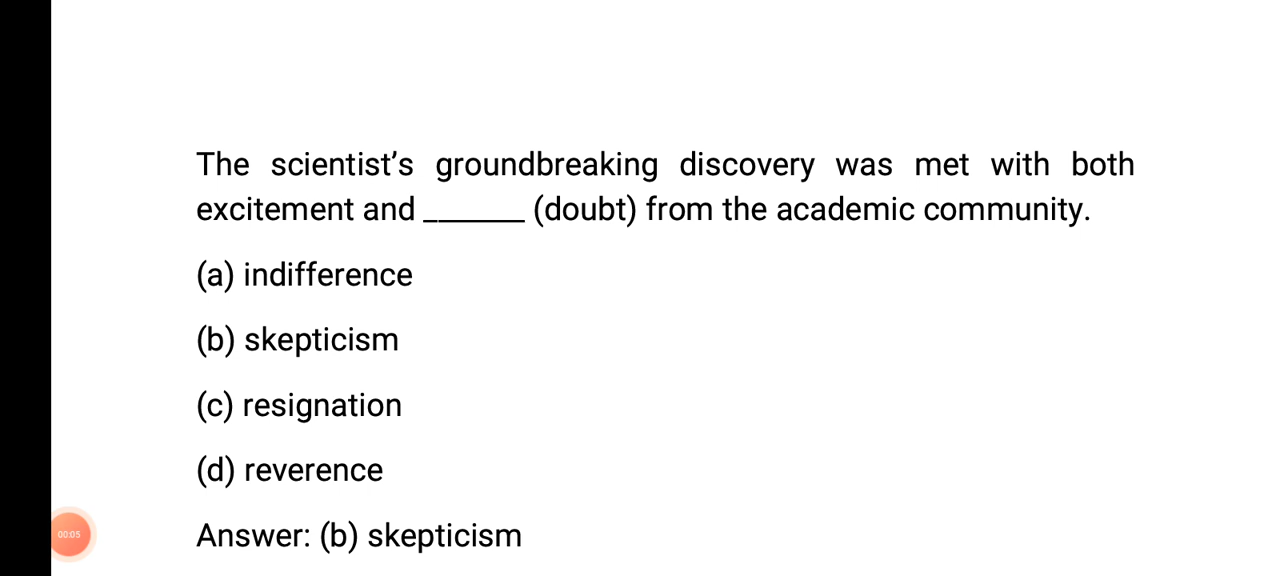 The scientist’s groundbreaking discovery was met with both
excitement and ______ (doubt) from the academic community.
(a) indifference
(b) skepticism
(c) resignation
(d) reverence
00:05
Answer: (b) skepticism